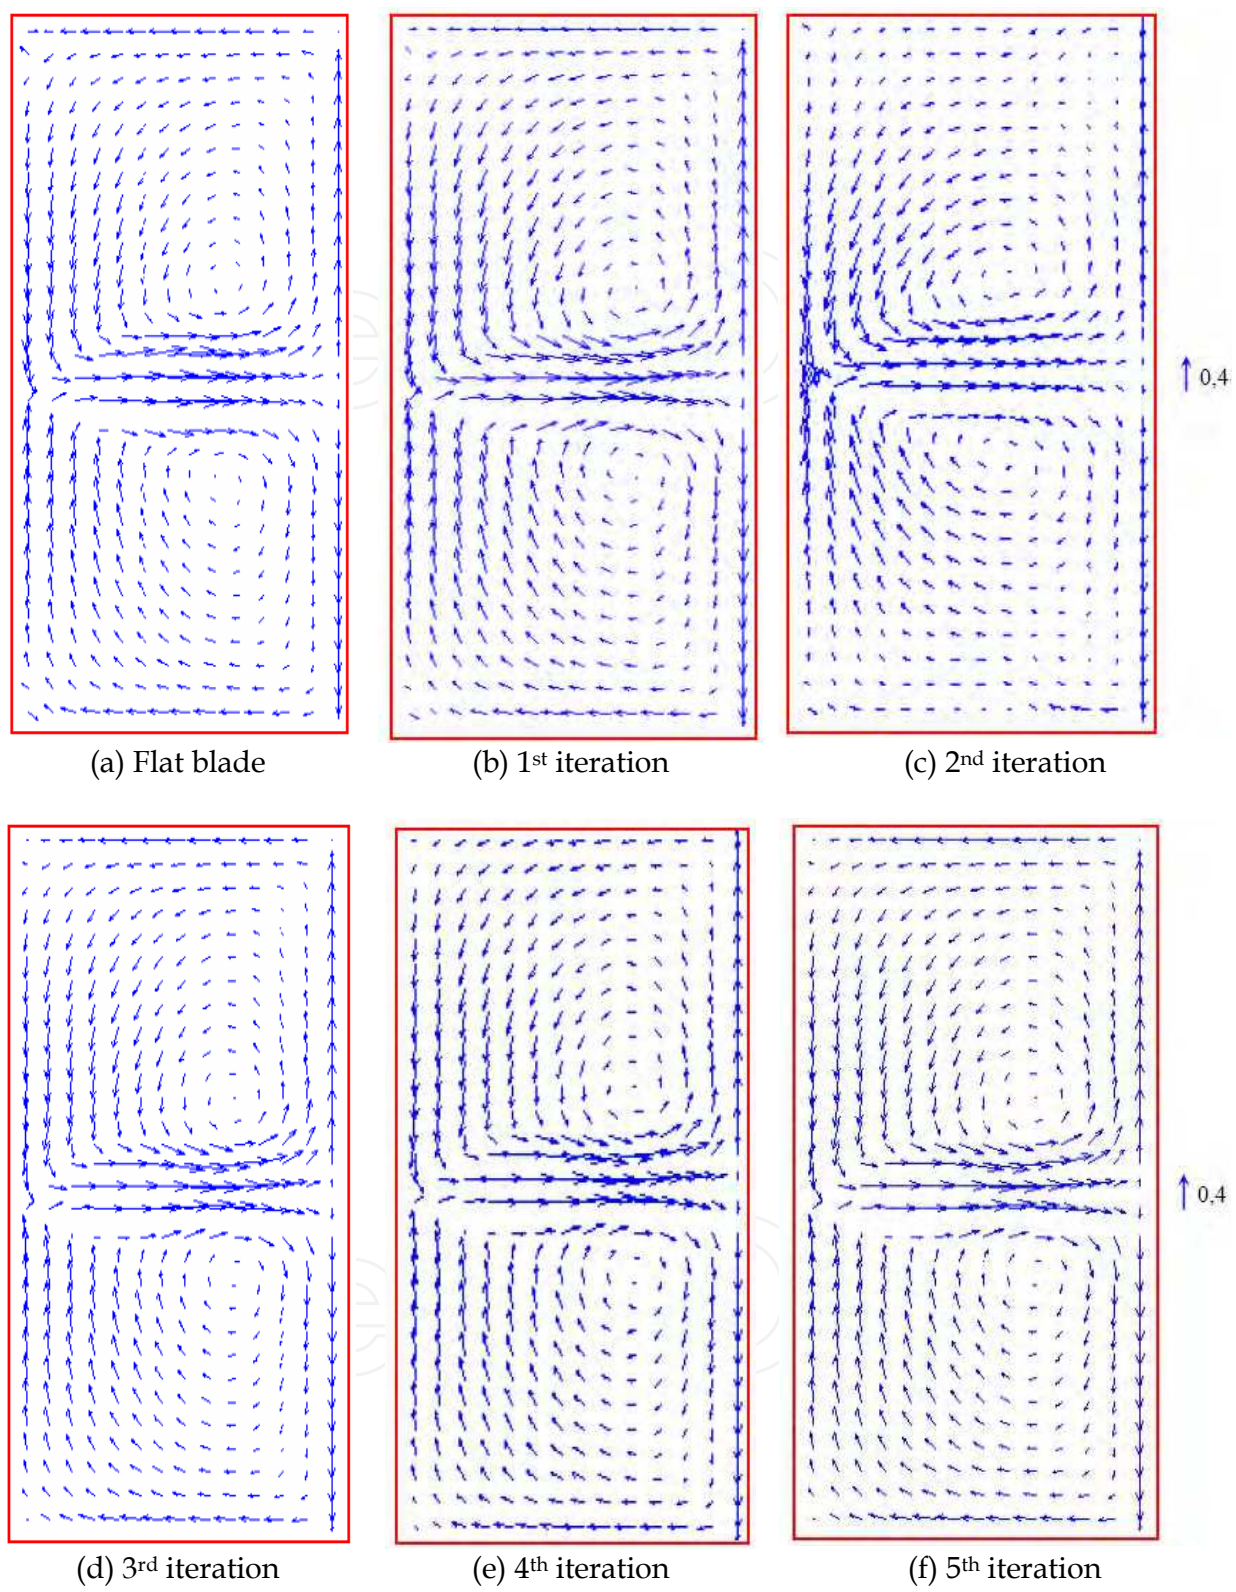 0,4
(a) Flat blade
(b) 1st iteration
(c) 2nd iteration
0,4
(d) 3rd iteration
(e) 4th iteration
(f) 5th iteration